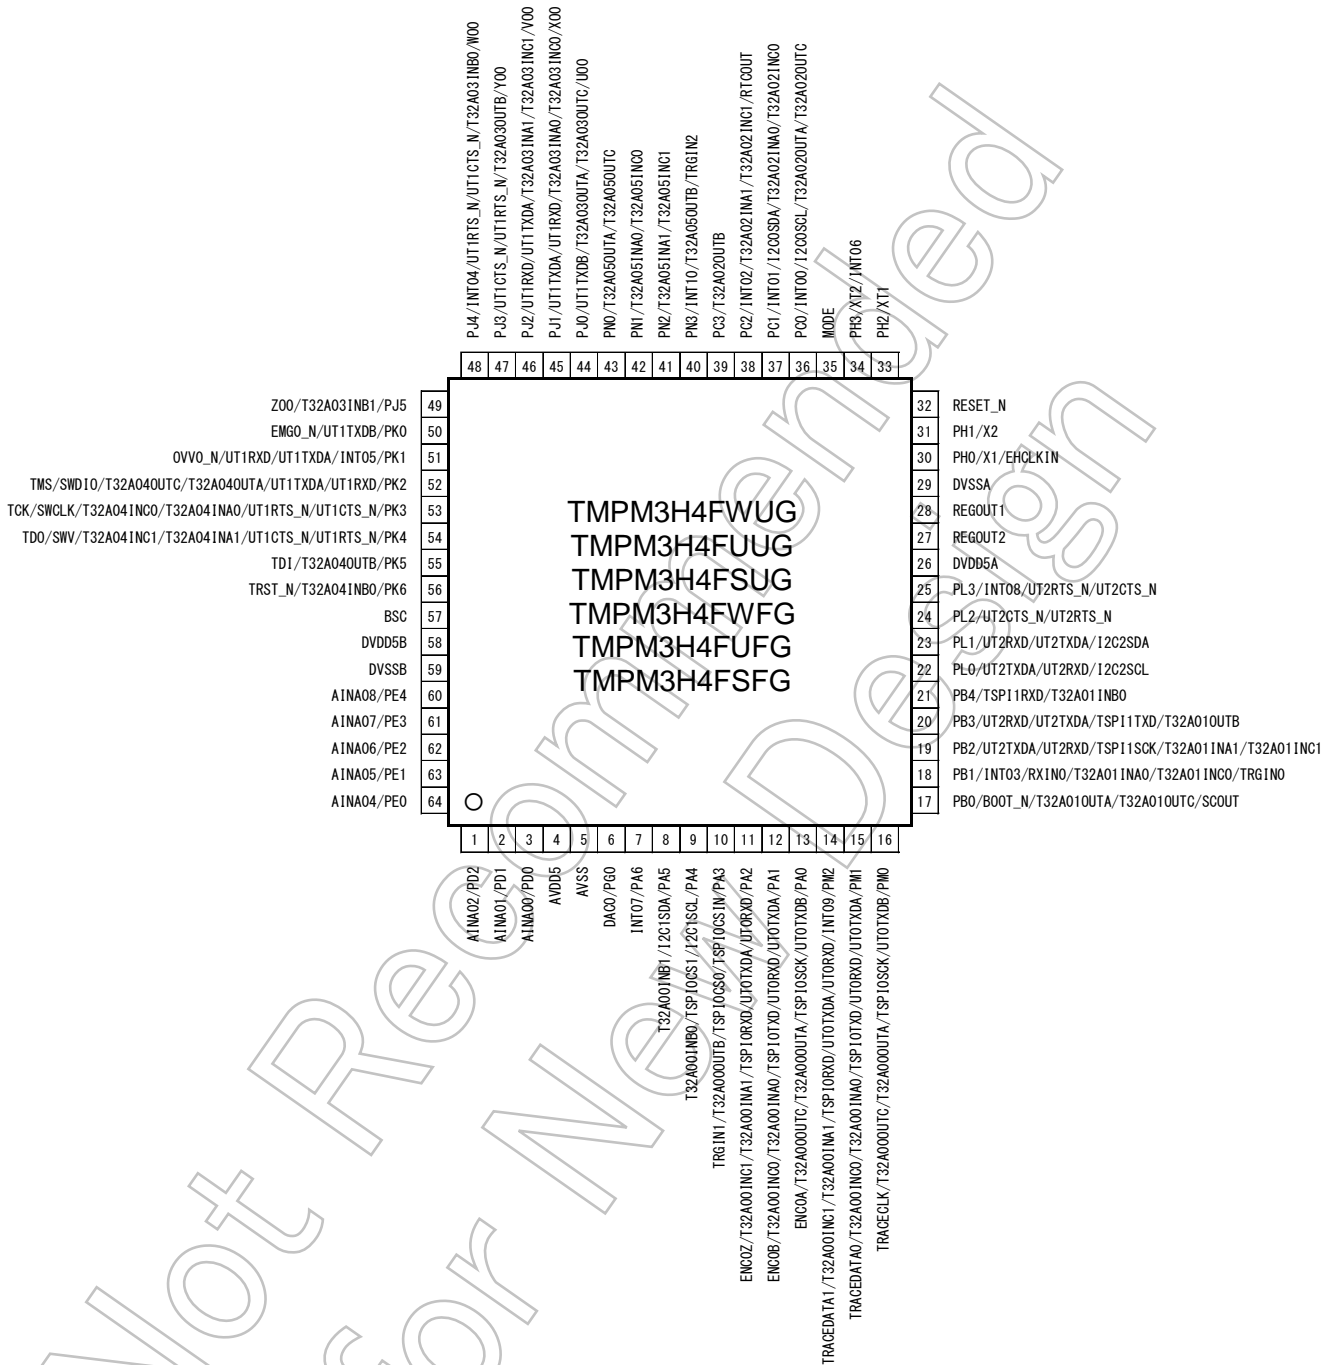 PJ4/INT04/UT1RTS_N/UT1CTS_N/T32A03INB0/WO0
PJ3/UT1CTS_N/UT1RTS_N/T32A03OUTB/YO0
PJ2/UT1RXD/UT1TXDA/T32A03INA1/T32A03INC1/VO0
PJ1/UT1TXDA/UT1RXD/T32A03INA0/T32A03INC0/XO0
PJ0/UT1TXDB/T32A03OUTA/T32A03OUTC/UO0
PN0/T32A05OUTA/T32A05OUTC
PN1/T32A05INA0/T32A05INC0
PN2/T32A05INA1/T32A05INC1
PN3/INT10/T32A05OUTB/TRGIN2
PC3/T32A02OUTB
PC2/INT02/T32A02INA1/T32A02INC1/RTCOUT
PC1/INT01/I2C0SDA/T32A02INA0/T32A02INC0
PC0/INT00/I2C0SCL/T32A02OUTA/T32A02OUTC
MODE
PH3/XT2/INT06
PH2/XT1
48 47 46 45 44 43 42 41 40 39 38 37 36 35 34 33
ZO0/T32A03INB1/PJ5 49
EMG0_N/UT1TXDB/PK0 50
OVV0_N/UT1RXD/UT1TXDA/INT05/PK1 51
TMS/SWDIO/T32A04OUTC/T32A04OUTA/UT1TXDA/UT1RXD/PK2 52
TCK/SWCLK/T32A04INC0/T32A04INA0/UT1RTS_N/UT1CTS_N/PK3 53
TDO/SWV/T32A04INC1/T32A04INA1/UT1CTS_N/UT1RTS_N/PK4 54
TDI/T32A04OUTB/PK5 55
TRST_N/T32A04INB0/PK6 56
BSC 57
DVDD5B 58
DVSSB 59
AINA08/PE4 60
AINA07/PE3 61
AINA06/PE2 62
AINA05/PE1 63
AINA04/PE0 64
TMPM3H4FWUG
TMPM3H4FUUG
TMPM3H4FSUG
TMPM3H4FWFG
TMPM3H4FUFG
TMPM3H4FSFG
32 RESET_N
31 PH1/X2
30 PH0/X1/EHCLKIN
29 DVSSA
28 REGOUT1
27 REGOUT2
26 DVDD5A
25 PL3/INT08/UT2RTS_N/UT2CTS_N
24 PL2/UT2CTS_N/UT2RTS_N
23 PL1/UT2RXD/UT2TXDA/I2C2SDA
22 PL0/UT2TXDA/UT2RXD/I2C2SCL
21 PB4/TSPI1RXD/T32A01INB0
20 PB3/UT2RXD/UT2TXDA/TSPI1TXD/T32A01OUTB
19 PB2/UT2TXDA/UT2RXD/TSPI1SCK/T32A01INA1/T32A01INC1
18 PB1/INT03/RXIN0/T32A01INA0/T32A01INC0/TRGIN0
17 PB0/BOOT_N/T32A01OUTA/T32A01OUTC/SCOUT
1 2 3 4 5 6 7 8 9 10 11 12 13 14 15 16
AINA02/PD2
AINA01/PD1
AINA00/PD0
AVDD5
AVSS
DAC0/PG0
INT07/PA6
T32A00INB1/I2C1SDA/PA5
T32A00INB0/TSPI0CS1/I2C1SCL/PA4
TRGIN1/T32A00OUTB/TSPI0CS0/TSPI0CSIN/PA3
ENC0Z/T32A00INC1/T32A00INA1/TSPI0RXD/UT0TXDA/UT0RXD/PA2
ENC0B/T32A00INC0/T32A00INA0/TSPI0TXD/UT0RXD/UT0TXDA/PA1
ENC0A/T32A00OUTC/T32A00OUTA/TSPI0SCK/UT0TXDB/PA0
TRACEDATA1/T32A00INC1/T32A00INA1/TSPI0RXD/UT0TXDA/UT0RXD/INT09/PM2
TRACEDATA0/T32A00INC0/T32A00INA0/TSPI0TXD/UT0RXD/UT0TXDA/PM1
TRACECLK/T32A00OUTC/T32A00OUTA/TSPI0SCK/UT0TXDB/PM0
Not Recommended
for New Design